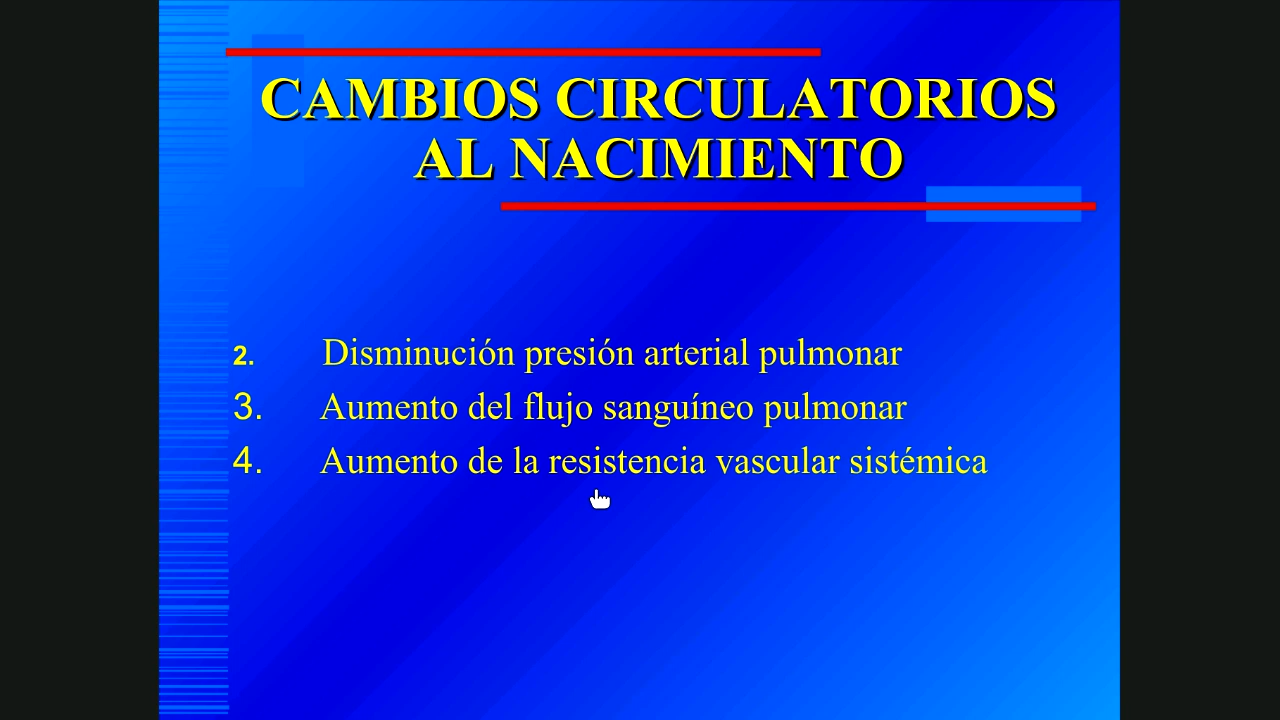 CAMBIOS CIRCULATORIOS
AL NACIMIENTO
2. Disminución presión arterial pulmonar
3. Aumento del flujo sanguíneo pulmonar
4. Aumento de la resistencia vascular sistémica